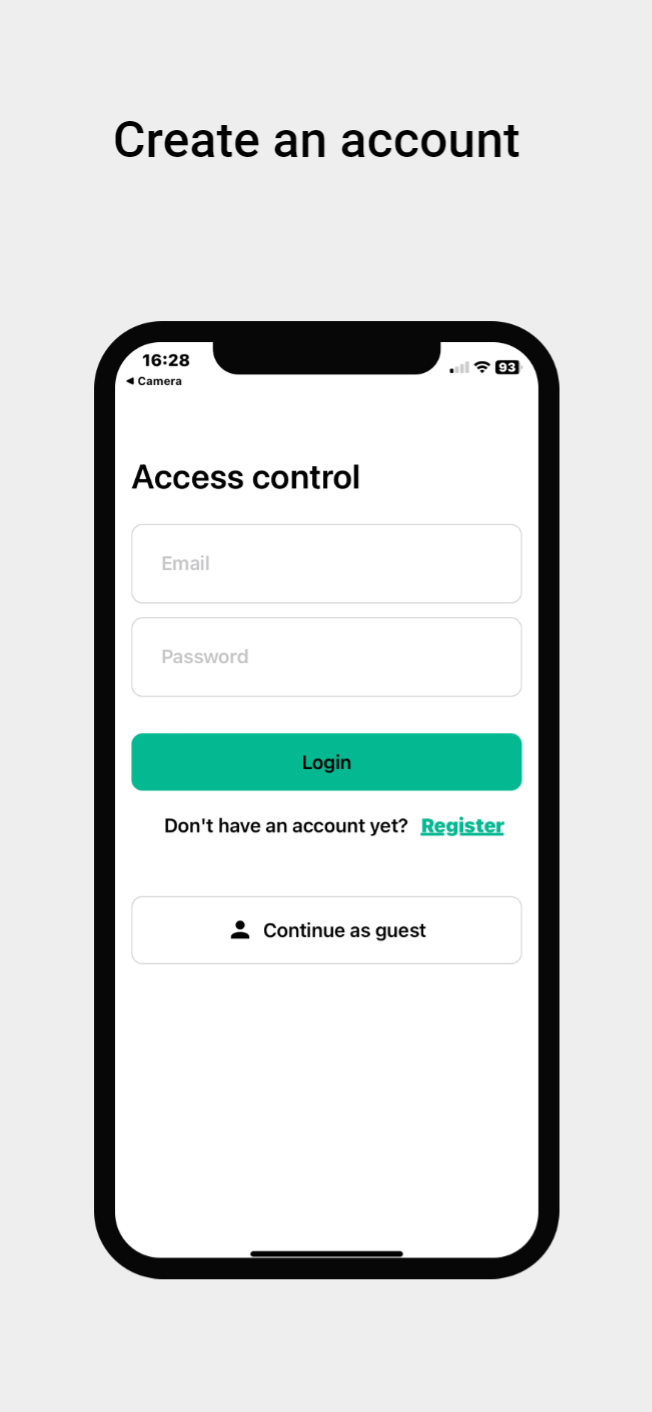 Create an account
16:28
93
◀ Camera
Access control
Email
Password
Login
Don't have an account yet? Register
Continue as guest